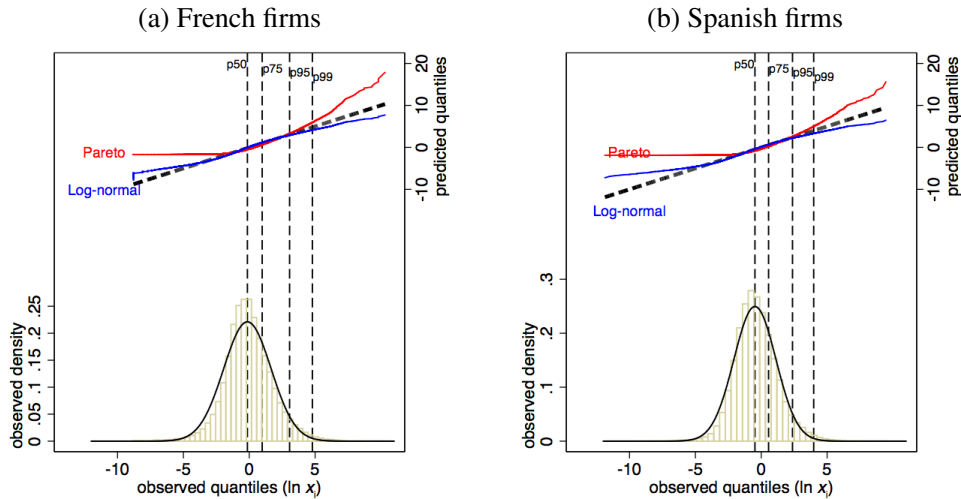 (a) French firms
p50
p75
p95
p99
20
10
0
-10
predicted quantiles
Pareto
Log-normal
.25
.2
.15
.1
.05
0
observed density
-10
-5
0
5
observed quantiles (ln xi)
(b) Spanish firms
p50
p75
p95
p99
20
10
0
-10
predicted quantiles
Pareto
Log-normal
.3
.2
.1
0
observed density
-10
-5
0
5
observed quantiles (ln xi)